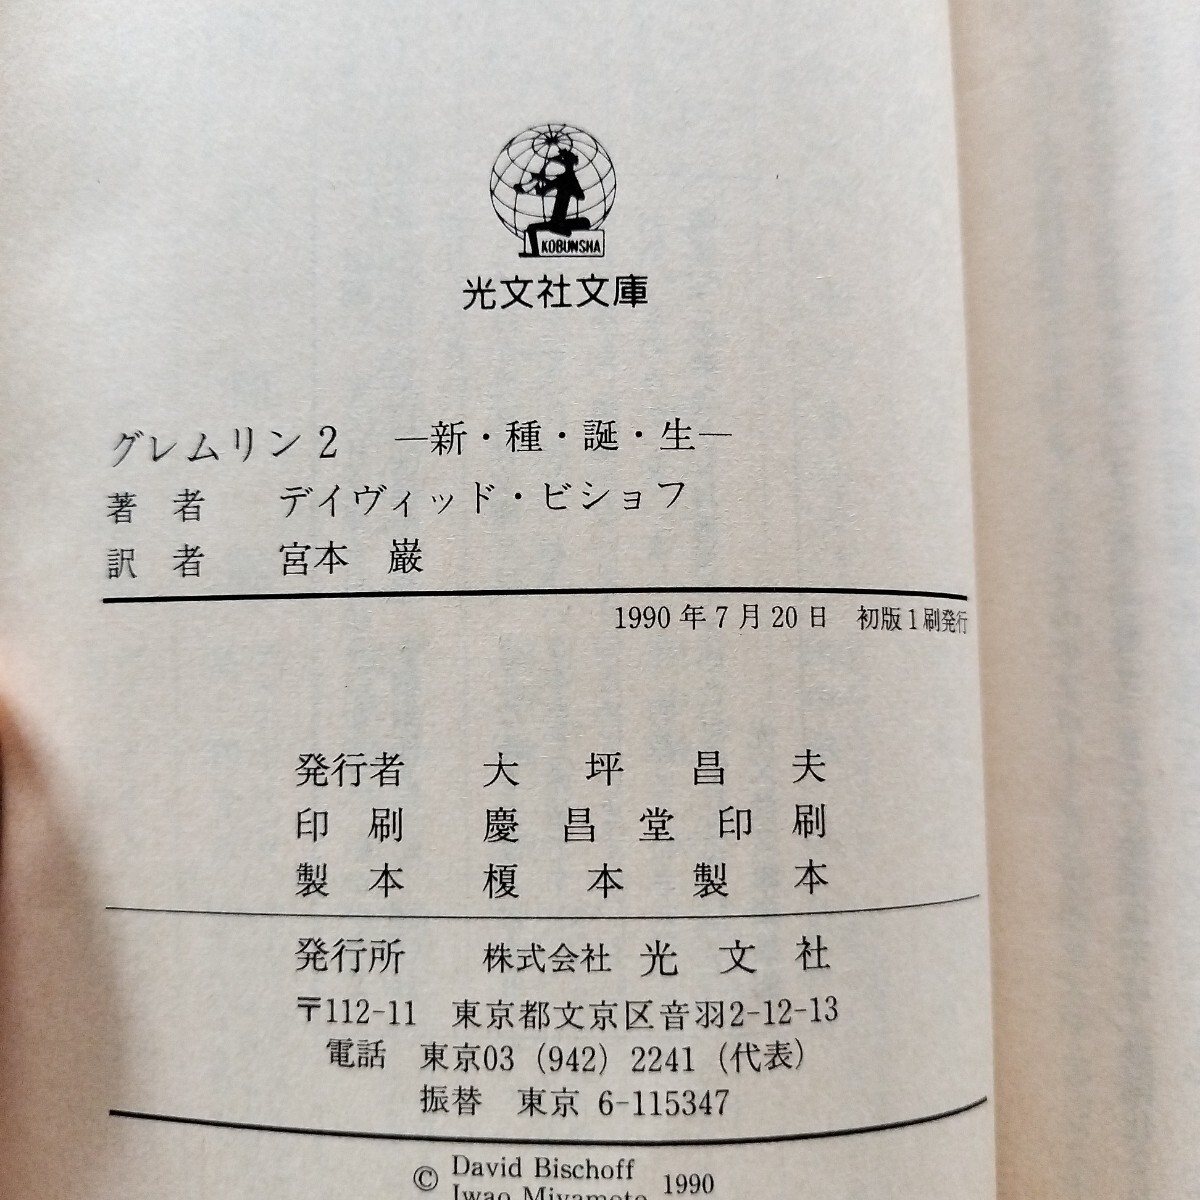 KOBUNSHA
光文社文庫
グレムリン2 ―新・種・誕・生―
著者 デイヴィッド・ビショフ
訳者 宮本 巌
1990年7月20日 初版1刷発行
発行者 大坪昌夫
印刷 慶昌堂印刷
製本 榎本製本
発行所 株式会社 光文社
〒112-11 東京都文京区音羽2-12-13
電話 東京03 (942) 2241 (代表)
振替 東京 6-115347
© David Bischoff 1990
Iwao Miyamoto